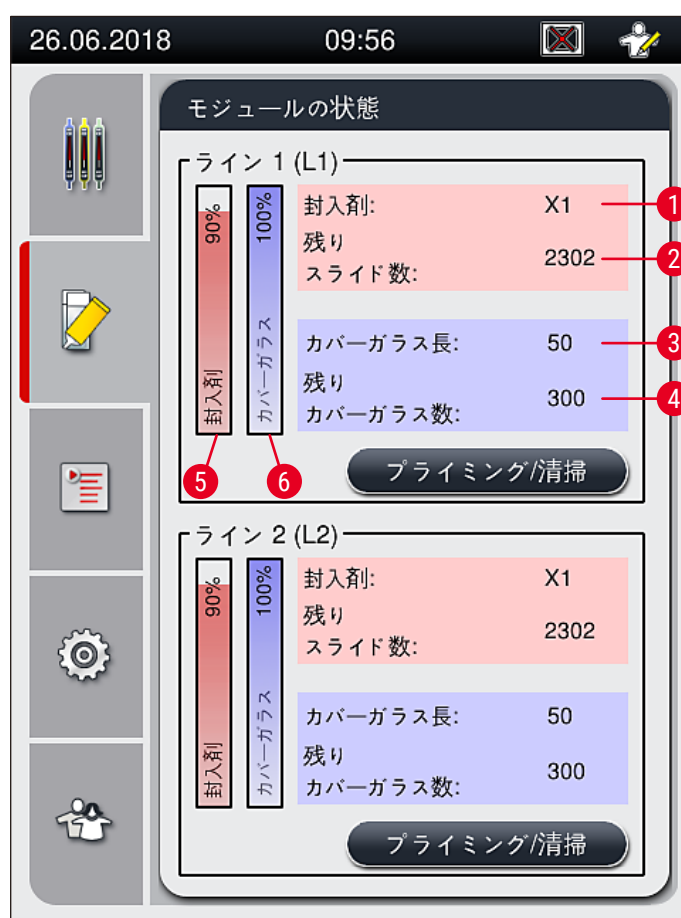 26.06.2018 09:56
モジュールの状態
ライン 1 (L1)
90%
封入剤
100%
カバーガラス
封入剤: X1 1
残り
スライド数: 2302 2
カバーガラス長: 50 3
残り
カバーガラス数: 300 4
5 6
プライミング/清掃
ライン 2 (L2)
90%
封入剤
100%
カバーガラス
封入剤: X1
残り
スライド数: 2302
カバーガラス長: 50
残り
カバーガラス数: 300
プライミング/清掃